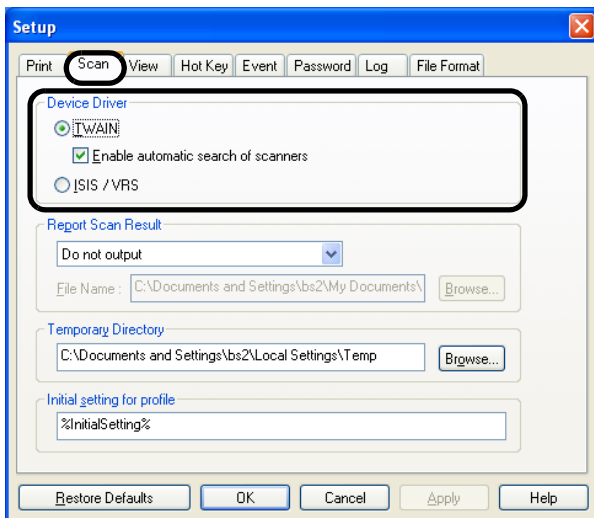 Setup
Print Scan View Hot Key Event Password Log File Format
Device Driver
TWAIN
Enable automatic search of scanners
ISIS / VRS
Report Scan Result
Do not output
File Name : C:\Documents and Settings\bs2\My Documents\ Browse...
Temporary Directory
C:\Documents and Settings\bs2\Local Settings\Temp Browse...
Initial setting for profile
%InitialSetting%
Restore Defaults OK Cancel Apply Help